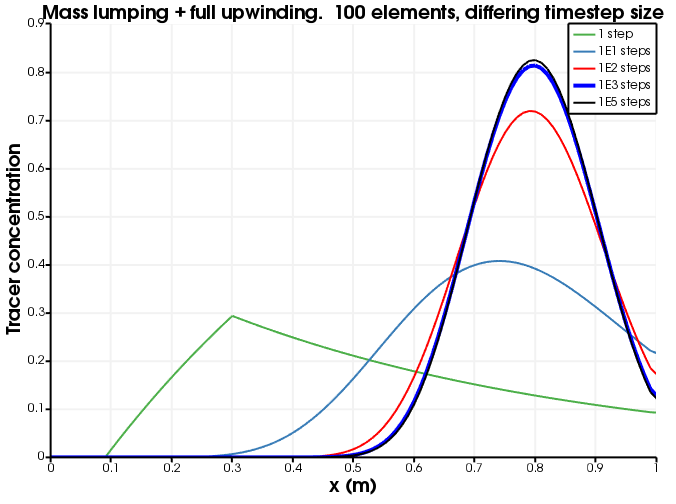 Mass lumping + full upwinding.  100 elements, differing timestep size
0.9
0.8
0.7
0.6
0.5
0.4
0.3
0.2
0.1
0
Tracer concentration
1 step
1E1 steps
1E2 steps
1E3 steps
1E5 steps
0 0.1 0.2 0.3 0.4 0.5 0.6 0.7 0.8 0.9 1
x (m)